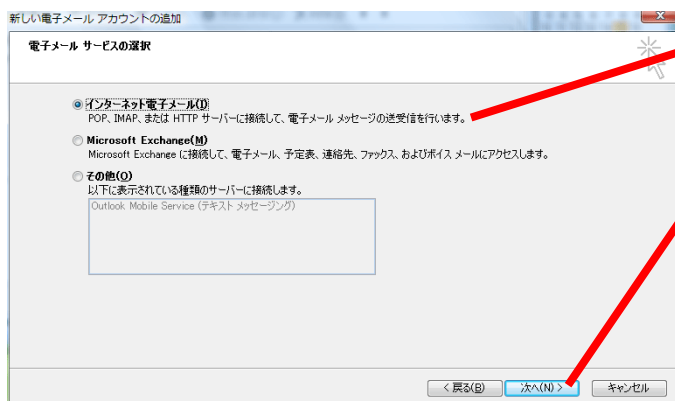 新しい電子メール アカウントの追加
電子メール サービスの選択
インターネット電子メール(I)
POP、IMAP、または HTTP サーバーに接続して、電子メール メッセージの送受信を行います。
Microsoft Exchange(M)
Microsoft Exchange に接続して、電子メール、予定表、連絡先、ファックス、およびボイス メールにアクセスします。
その他(O)
以下に表示されている種類のサーバーに接続します。
Outlook Mobile Service (テキスト メッセージング)
< 戻る(B) 次へ(N) > キャンセル